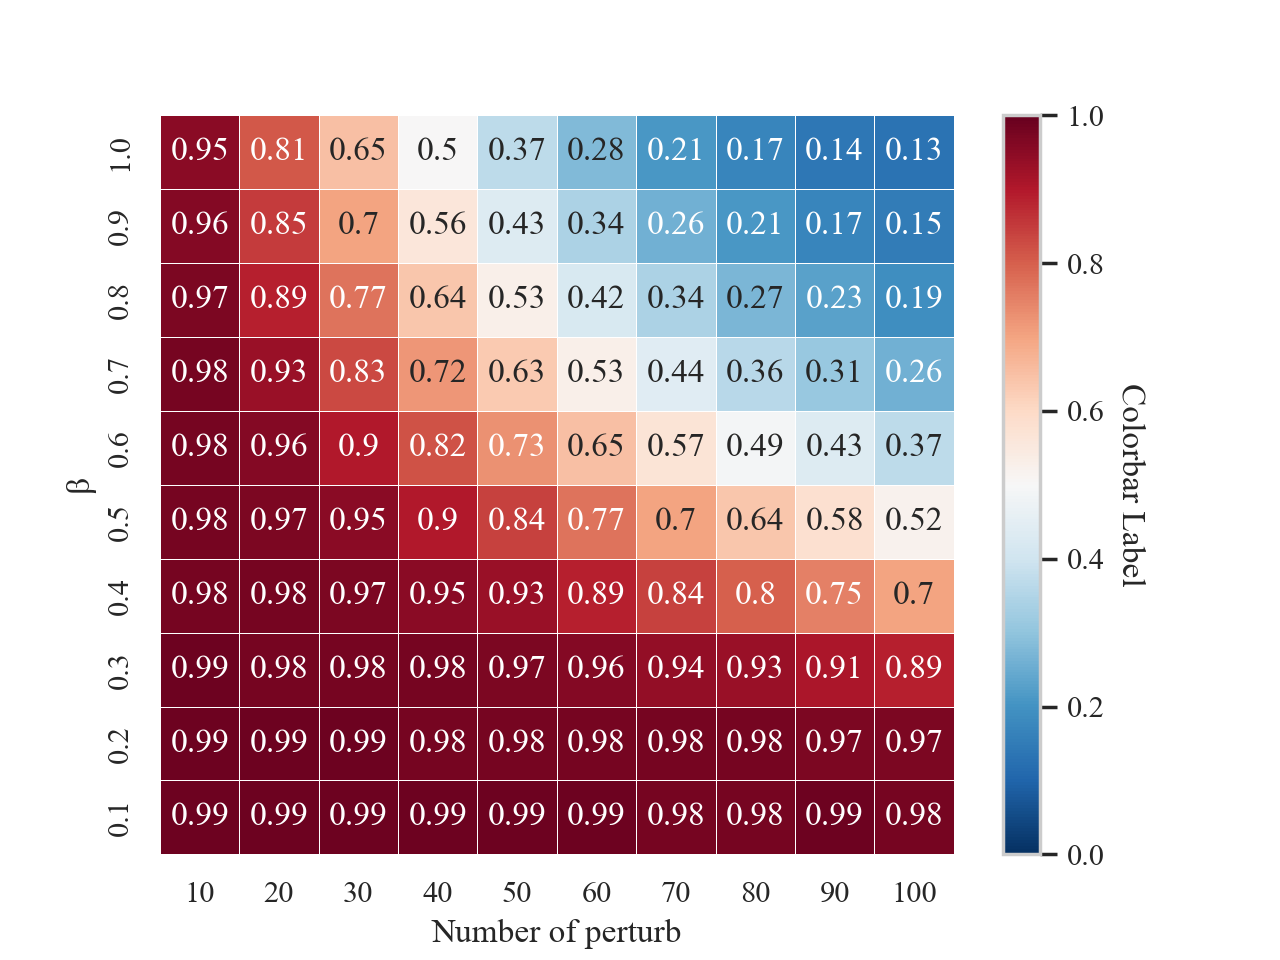 1.0 0.95 0.81 0.65 0.5 0.37 0.28 0.21 0.17 0.14 0.13
0.9 0.96 0.85 0.7 0.56 0.43 0.34 0.26 0.21 0.17 0.15
0.8 0.97 0.89 0.77 0.64 0.53 0.42 0.34 0.27 0.23 0.19
0.7 0.98 0.93 0.83 0.72 0.63 0.53 0.44 0.36 0.31 0.26
0.6 0.98 0.96 0.9 0.82 0.73 0.65 0.57 0.49 0.43 0.37
0.5 0.98 0.97 0.95 0.9 0.84 0.77 0.7 0.64 0.58 0.52
0.4 0.98 0.98 0.97 0.95 0.93 0.89 0.84 0.8 0.75 0.7
0.3 0.99 0.98 0.98 0.98 0.97 0.96 0.94 0.93 0.91 0.89
0.2 0.99 0.99 0.99 0.98 0.98 0.98 0.98 0.98 0.97 0.97
0.1 0.99 0.99 0.99 0.99 0.99 0.99 0.98 0.98 0.99 0.98
10 20 30 40 50 60 70 80 90 100
Number of perturb
β
1.0
0.8
0.6
0.4
0.2
0.0
Colorbar Label